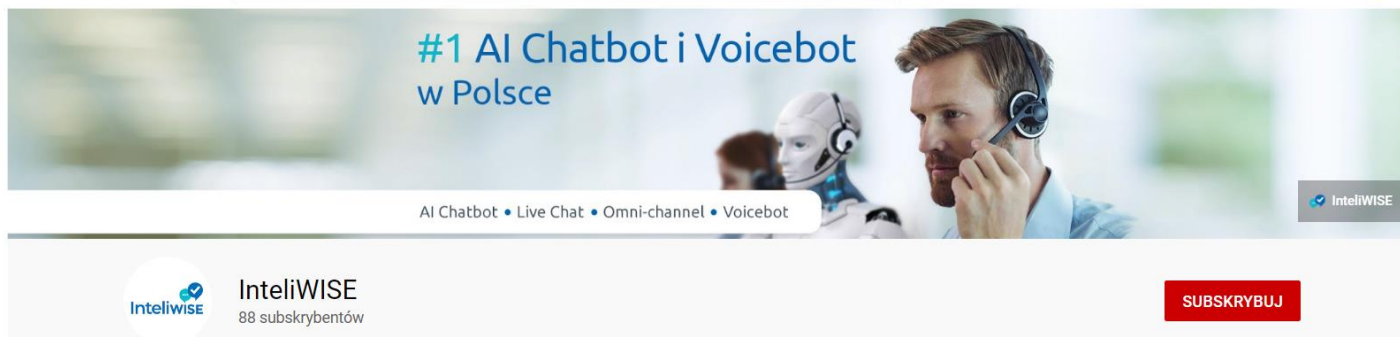 #1 AI Chatbot i Voicebot
w Polsce
AI Chatbot • Live Chat • Omni-channel • Voicebot
InteliWISE
InteliWISE
InteliWISE
88 subskrybentów
SUBSKRYBUJ